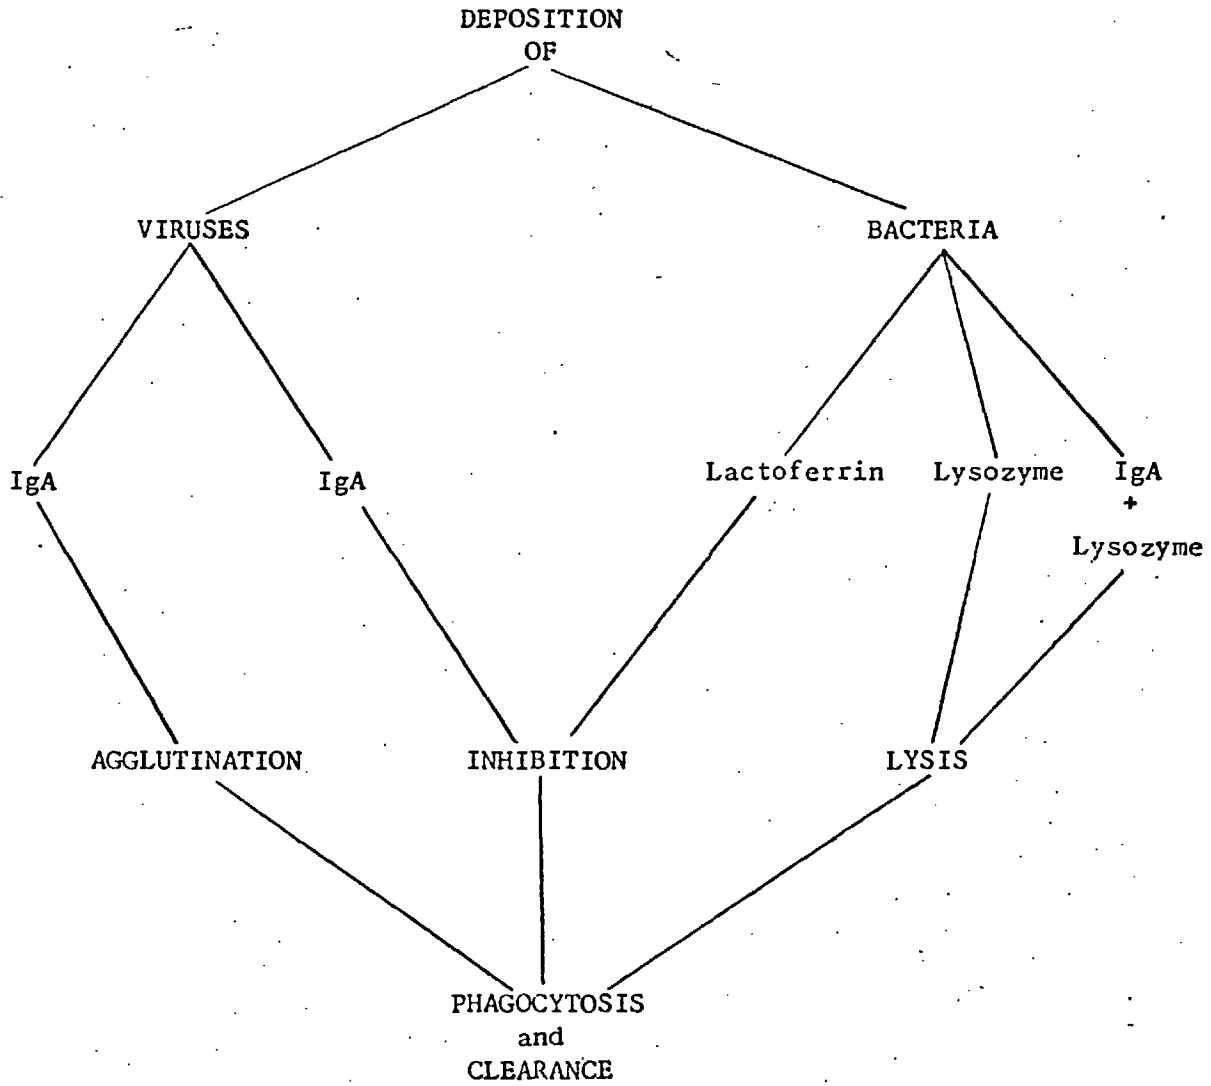 DEPOSITION
OF
VIRUSES
BACTERIA
IgA
IgA
Lactoferrin
Lysozyme
IgA
+
Lysozyme
AGGLUTINATION
INHIBITION
LYSIS
PHAGOCYTOSIS
and
CLEARANCE